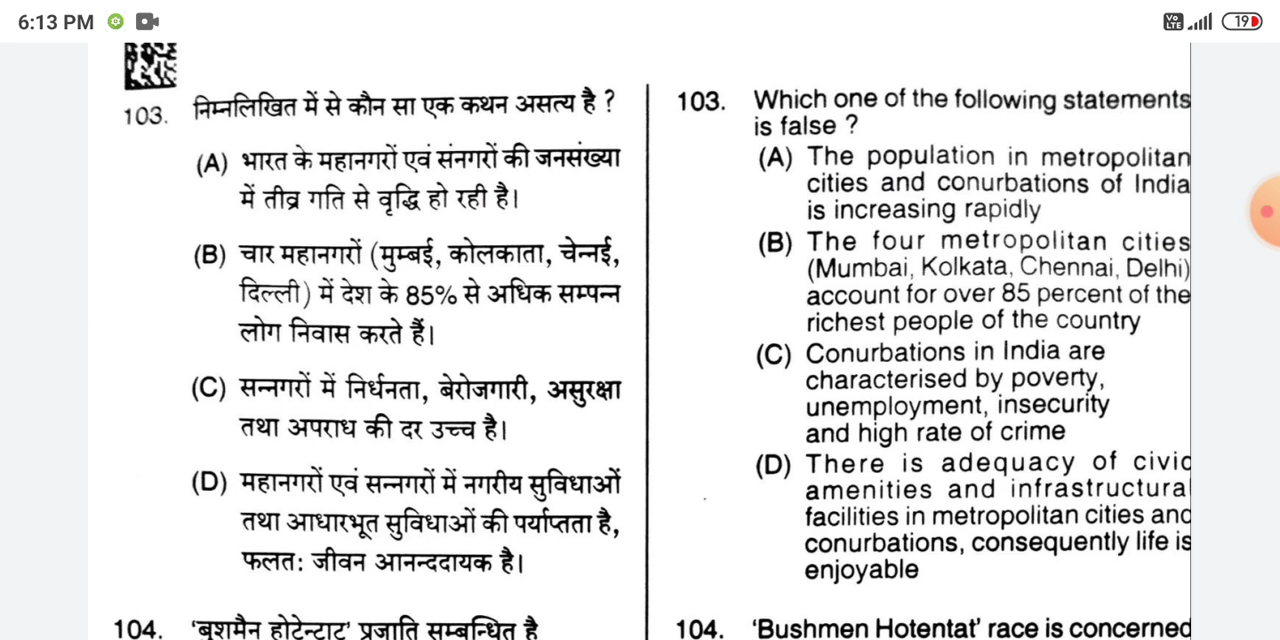 6:13 PM
Vo LTE 19
103. निम्नलिखित में से कौन सा एक कथन असत्य है ?
(A) भारत के महानगरों एवं संनगरों की जनसंख्या
में तीव्र गति से वृद्धि हो रही है।
(B) चार महानगरों (मुम्बई, कोलकाता, चेन्नई,
दिल्ली) में देश के 85% से अधिक सम्पन्न
लोग निवास करते हैं।
(C) सन्नगरों में निर्धनता, बेरोजगारी, असुरक्षा
तथा अपराध की दर उच्च है।
(D) महानगरों एवं सन्नगरों में नगरीय सुविधाओं
तथा आधारभूत सुविधाओं की पर्याप्तता है,
फलत: जीवन आनन्ददायक है।
104. 'बुशमैन होटेन्टाट' प्रजाति सम्बन्धित है
103. Which one of the following statements
is false ?
(A) The population in metropolitan
cities and conurbations of India
is increasing rapidly
(B) The four metropolitan cities
(Mumbai, Kolkata, Chennai, Delhi)
account for over 85 percent of the
richest people of the country
(C) Conurbations in India are
characterised by poverty,
unemployment, insecurity
and high rate of crime
(D) There is adequacy of civic
amenities and infrastructura
facilities in metropolitan cities and
conurbations, consequently life is
enjoyable
104. 'Bushmen Hotentat' race is concerned